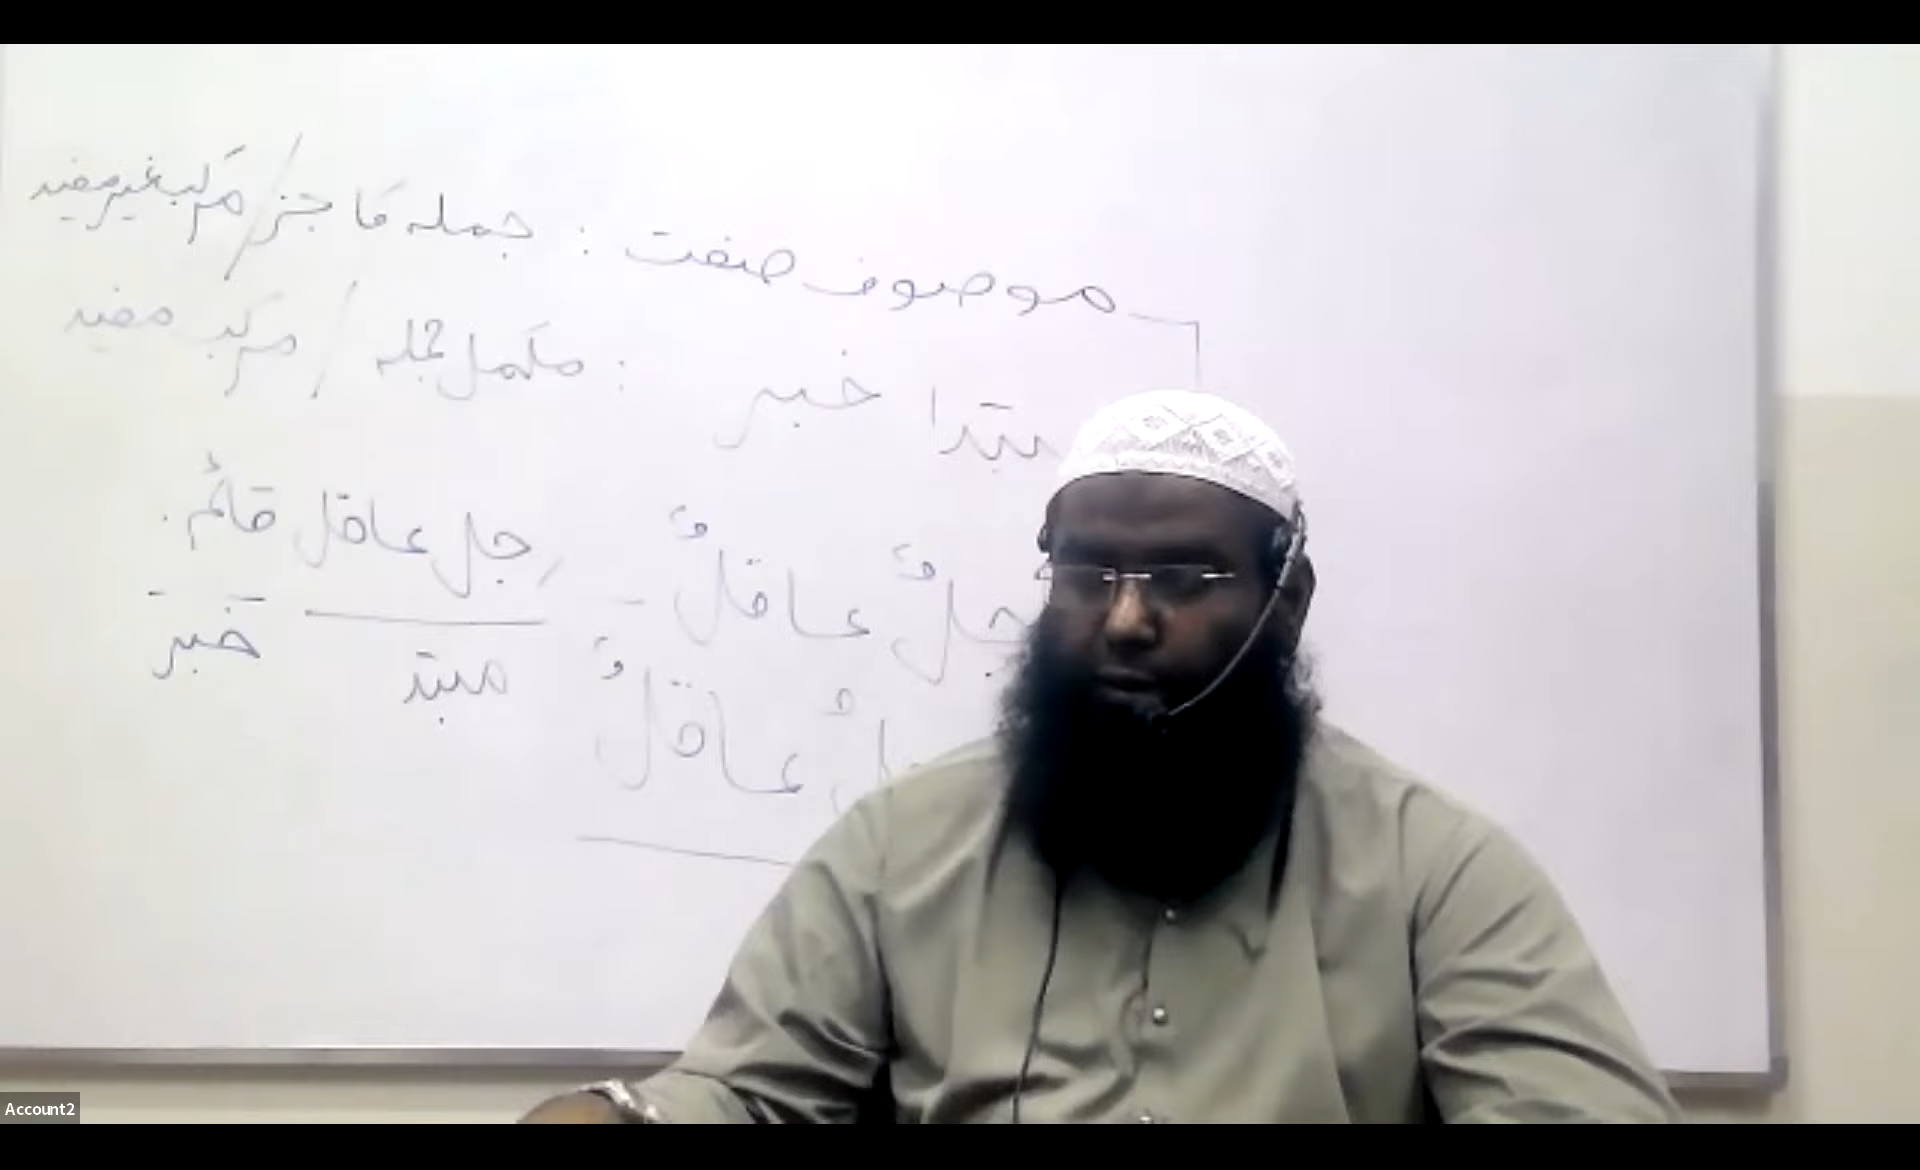 موصوف صفت : جملہ کا جز / مرکب غیر مفید
مبتدا خبر : مکمل جملہ / مرکب مفید
عاقلٌ – رجل عاقل قائمٌ .
مبتد خبر
عاقلٌ
Account2